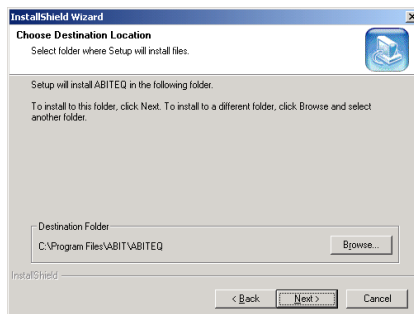 InstallShield Wizard
Choose Destination Location
Select folder where Setup will install files.
Setup will install ABITEQ in the following folder.
To install to this folder, click Next. To install to a different folder, click Browse and select
another folder.
Destination Folder
C:\Program Files\ABIT\ABITEQ
Browse...
InstallShield
< Back
Next >
Cancel